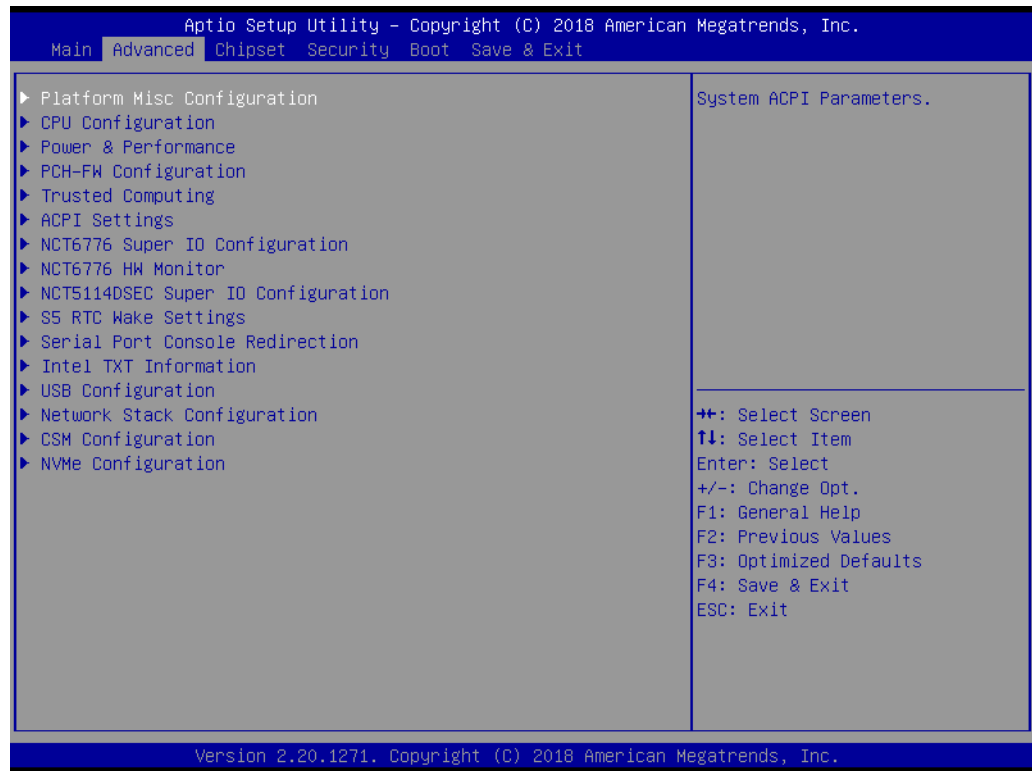 Aptio Setup Utility – Copyright (C) 2018 American Megatrends, Inc.
Main Advanced Chipset Security Boot Save & Exit
▶ Platform Misc Configuration
▶ CPU Configuration
▶ Power & Performance
▶ PCH-FW Configuration
▶ Trusted Computing
▶ ACPI Settings
▶ NCT6776 Super IO Configuration
▶ NCT6776 HW Monitor
▶ NCT5114DSEC Super IO Configuration
▶ S5 RTC Wake Settings
▶ Serial Port Console Redirection
▶ Intel TXT Information
▶ USB Configuration
▶ Network Stack Configuration
▶ CSM Configuration
▶ NVMe Configuration
System ACPI Parameters.
→←: Select Screen
↑↓: Select Item
Enter: Select
+/-: Change Opt.
F1: General Help
F2: Previous Values
F3: Optimized Defaults
F4: Save & Exit
ESC: Exit
Version 2.20.1271. Copyright (C) 2018 American Megatrends, Inc.